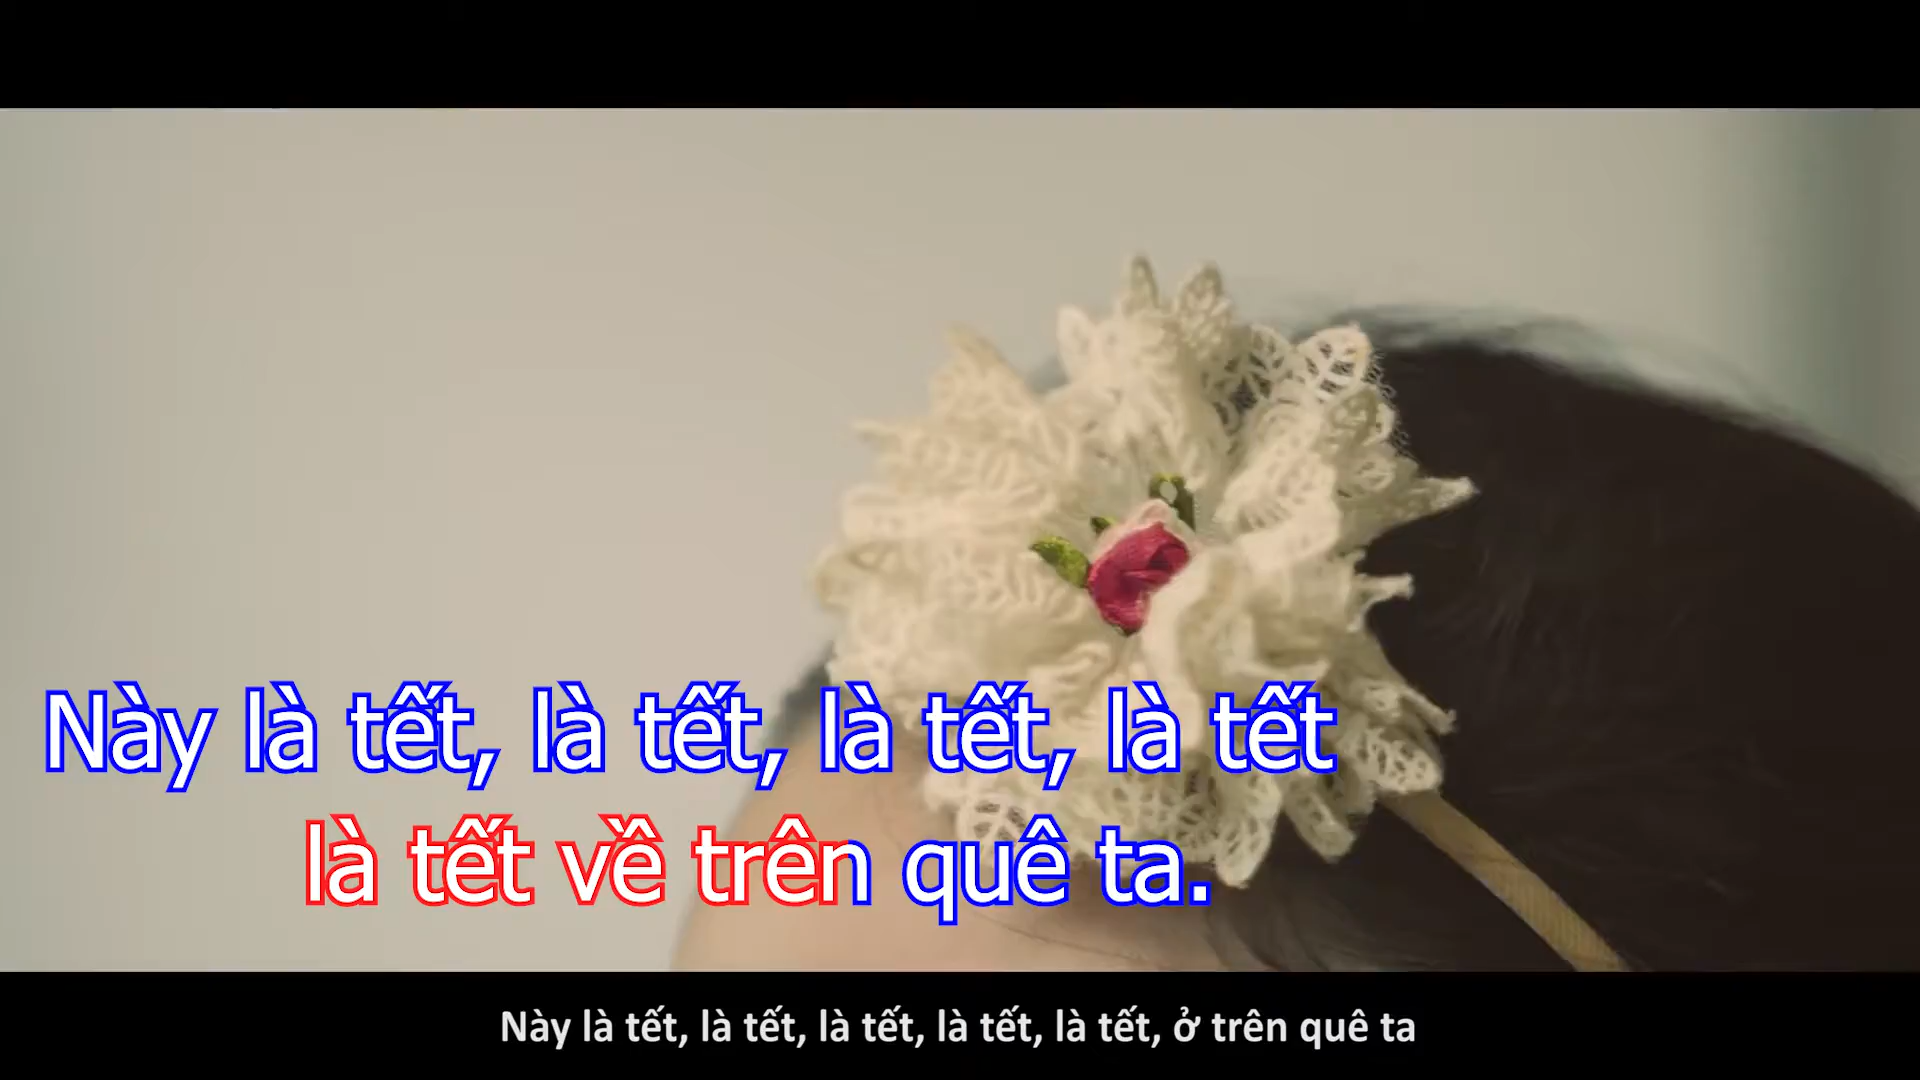 Này là tết, là tết, là tết, là tết
là tết về trên quê ta.
Này là tết, là tết, là tết, là tết, là tết, ở trên quê ta